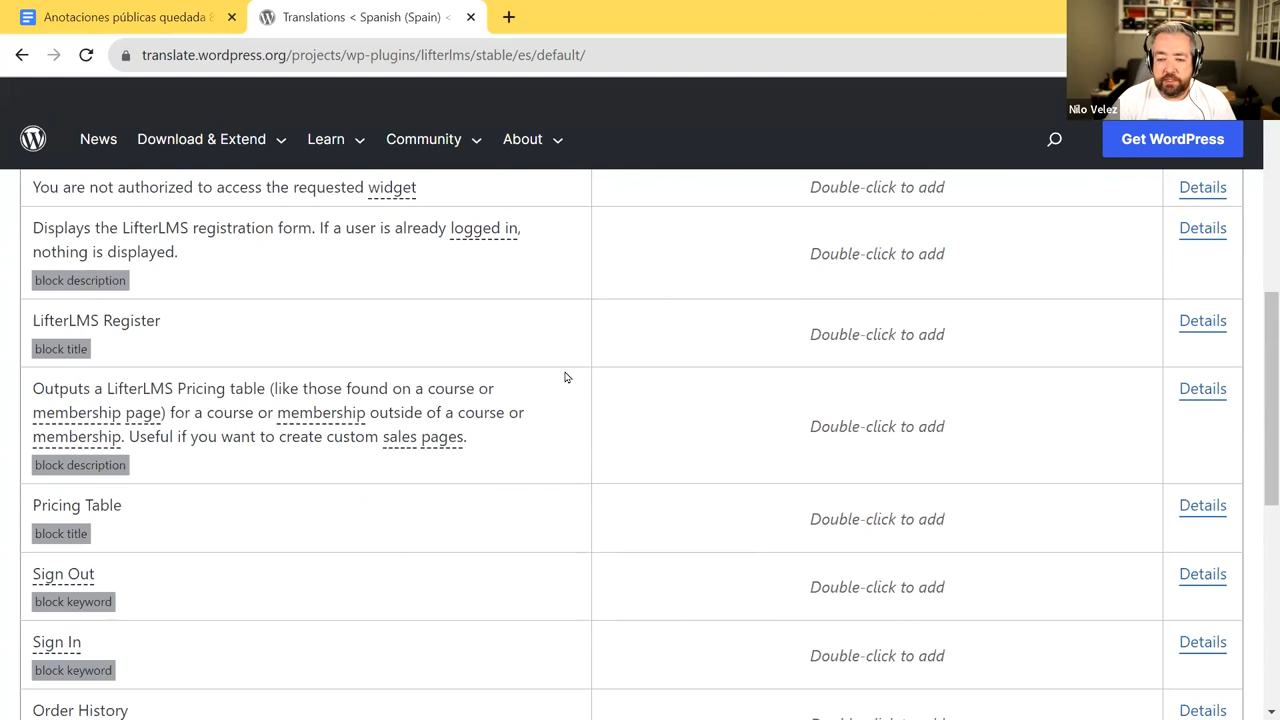 Anotaciones públicas quedada 8
Translations < Spanish (Spain) <
translate.wordpress.org/projects/wp-plugins/lifterlms/stable/es/default/
Nilo Velez
News
Download & Extend
Learn
Community
About
Get WordPress
You are not authorized to access the requested widget
Double-click to add
Details
Displays the LifterLMS registration form. If a user is already logged in,
nothing is displayed.
block description
Double-click to add
Details
LifterLMS Register
block title
Double-click to add
Details
Outputs a LifterLMS Pricing table (like those found on a course or
membership page) for a course or membership outside of a course or
membership. Useful if you want to create custom sales pages.
block description
Double-click to add
Details
Pricing Table
block title
Double-click to add
Details
Sign Out
block keyword
Double-click to add
Details
Sign In
block keyword
Double-click to add
Details
Order History
Details